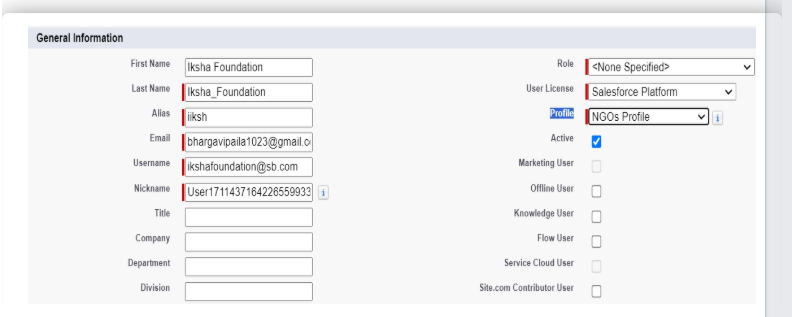 General Information
First Name Iksha Foundation Role <None Specified>
Last Name Iksha_Foundation User License Salesforce Platform
Alias iiksh Profile NGOs Profile i
Email bhargavipaila1023@gmail.c Active
Username ikshafoundation@sb.com Marketing User
Nickname User1711437164226559933 i Offline User
Title Knowledge User
Company Flow User
Department Service Cloud User
Division Site.com Contributor User